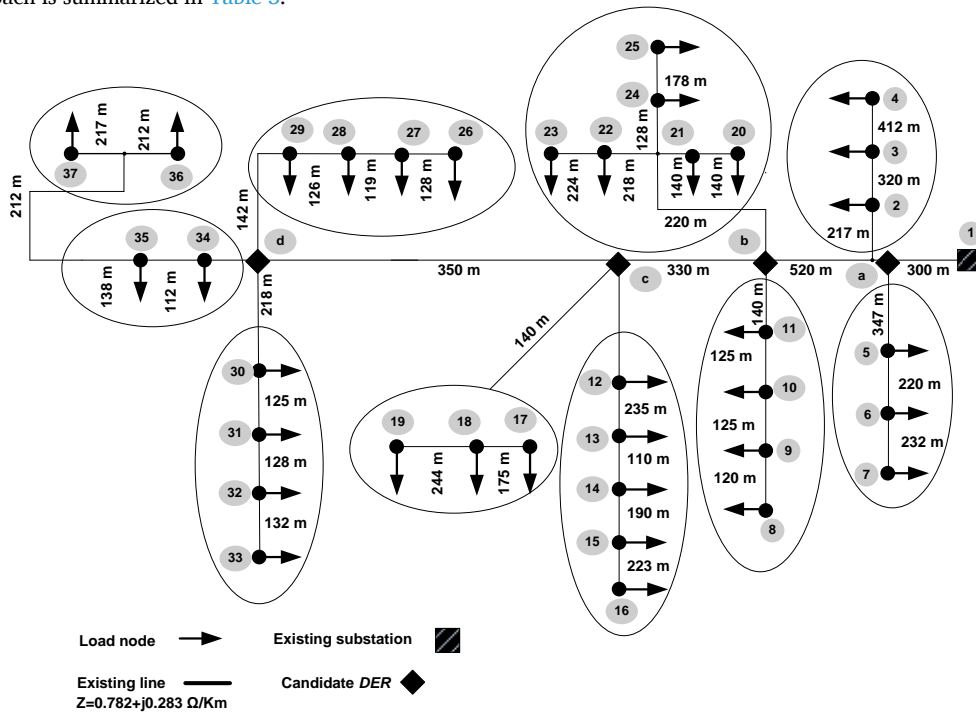 oach is summarized in Table 3.
25
178 m
24
128 m
23
22
21
20
224 m
218 m
140 m
140 m
220 m
4
412 m
3
320 m
2
217 m
1
217 m
212 m
37
36
212 m
29
28
27
26
126 m
119 m
128 m
142 m
35
34
138 m
112 m
d
350 m
c
330 m
b
520 m
a
300 m
218 m
140 m
140 m
347 m
30
125 m
31
128 m
32
132 m
33
19
18
17
244 m
175 m
12
235 m
13
110 m
14
190 m
15
223 m
16
11
125 m
10
125 m
9
120 m
8
5
220 m
6
232 m
7
Load node
Existing substation
Existing line
Candidate DER
Z=0.782+j0.283 Ω/Km